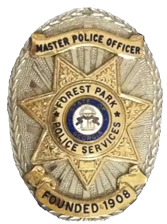 MASTER POLICE OFFICER
FOREST PARK
POLICE SERVICES
FOUNDED 1908